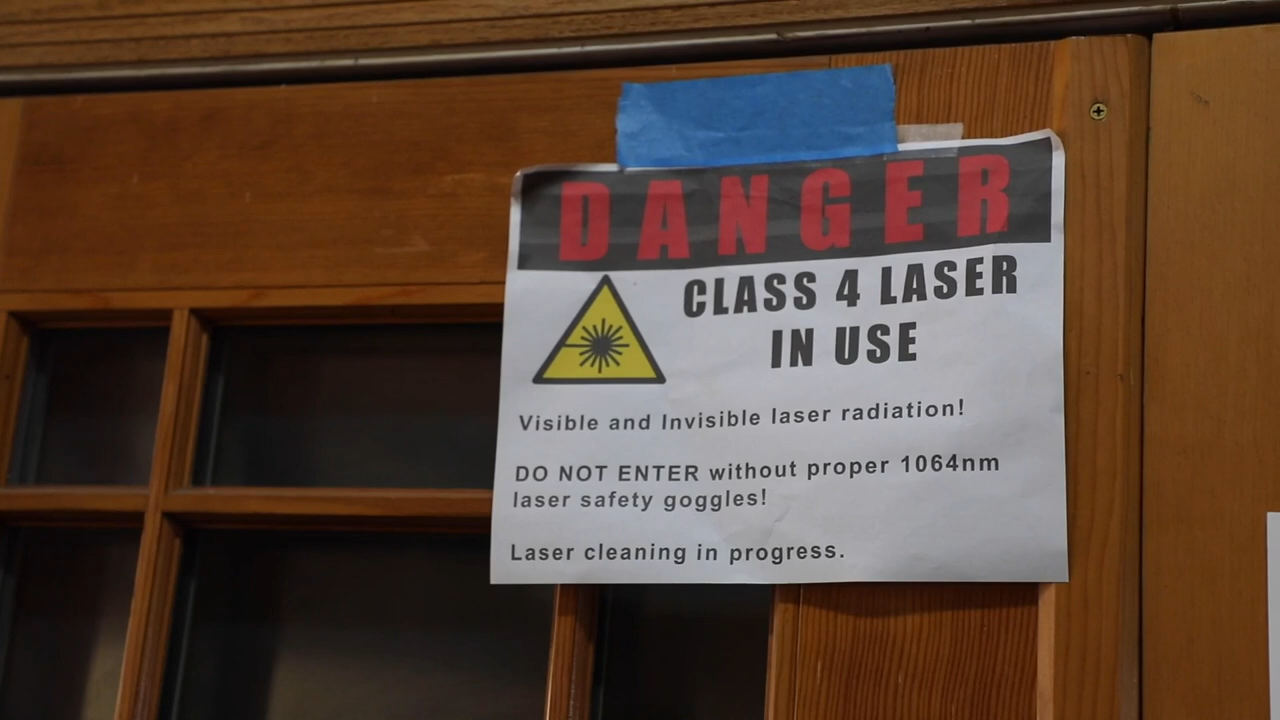 DANGER
CLASS 4 LASER
IN USE
Visible and Invisible laser radiation!
DO NOT ENTER without proper 1064nm
laser safety goggles!
Laser cleaning in progress.